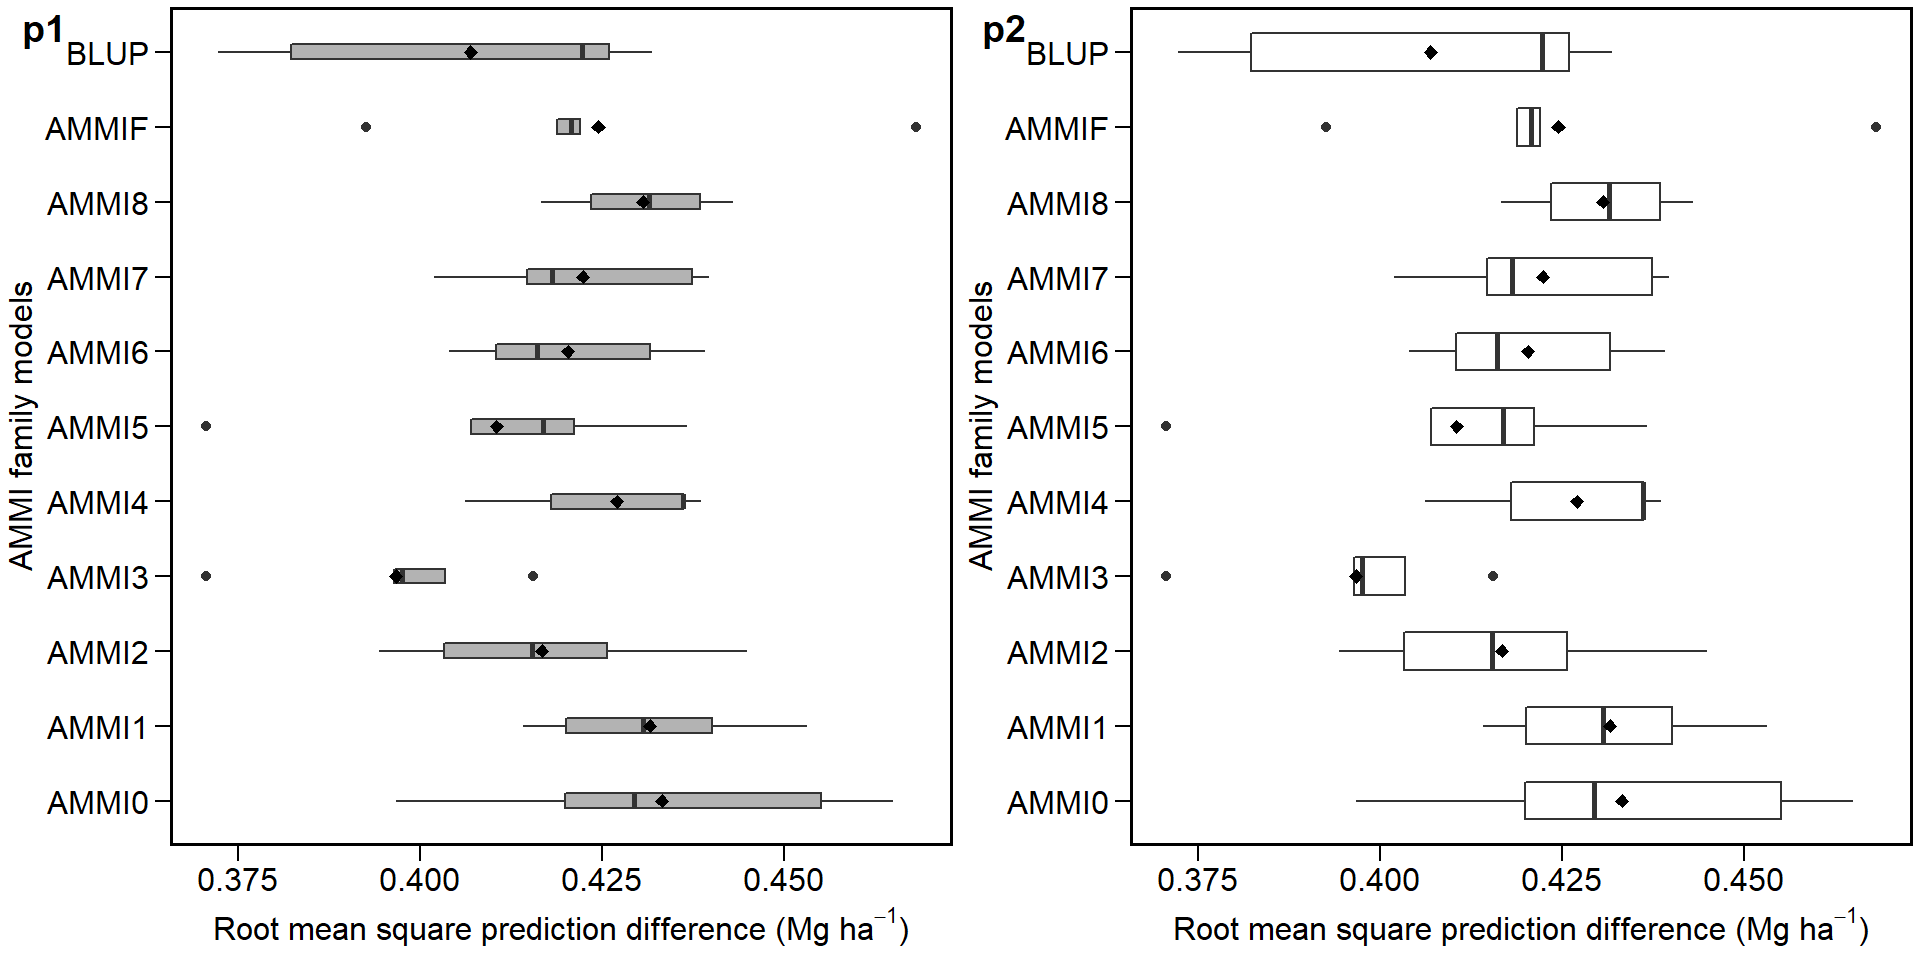 p1
BLUP
AMMIF
AMMI8
AMMI7
AMMI6
AMMI5
AMMI4
AMMI3
AMMI2
AMMI1
AMMI0
AMMI family models
0.375 0.400 0.425 0.450
Root mean square prediction difference (Mg ha⁻¹)
p2
BLUP
AMMIF
AMMI8
AMMI7
AMMI6
AMMI5
AMMI4
AMMI3
AMMI2
AMMI1
AMMI0
AMMI family models
0.375 0.400 0.425 0.450
Root mean square prediction difference (Mg ha⁻¹)